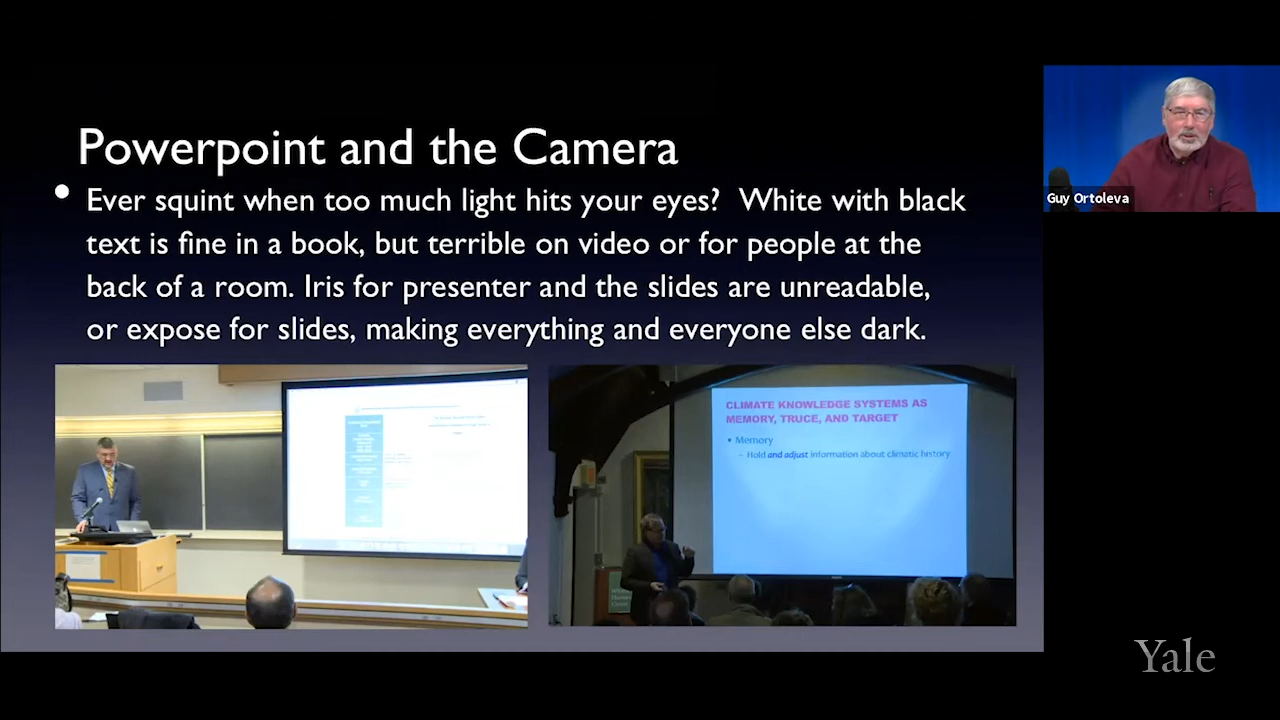 Powerpoint and the Camera
• Ever squint when too much light hits your eyes?  White with black
text is fine in a book, but terrible on video or for people at the
back of a room. Iris for presenter and the slides are unreadable,
or expose for slides, making everything and everyone else dark.
CLIMATE KNOWLEDGE SYSTEMS AS
MEMORY, TRUCE, AND TARGET
• Memory
– Hold and adjust information about climatic history
Guy Ortoleva
Yale